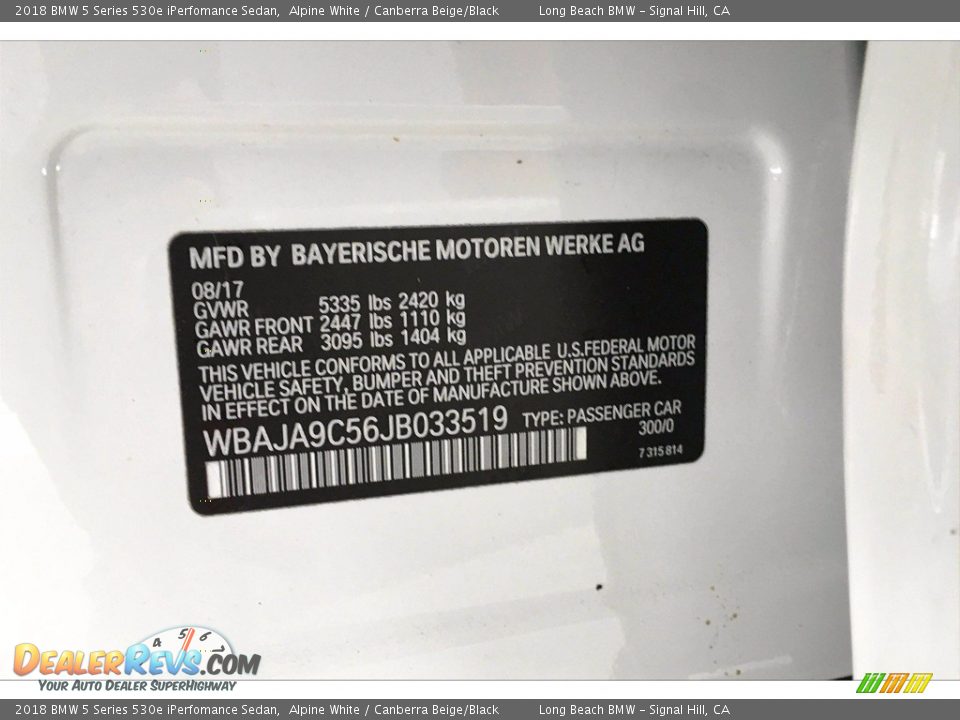 2018 BMW 5 Series 530e iPerfomance Sedan, Alpine White / Canberra Beige/Black Long Beach BMW - Signal Hill, CA
MFD BY BAYERISCHE MOTOREN WERKE AG
08/17
GVWR 5335 lbs 2420 kg
GAWR FRONT 2447 lbs 1110 kg
GAWR REAR 3095 lbs 1404 kg
THIS VEHICLE CONFORMS TO ALL APPLICABLE U.S.FEDERAL MOTOR
VEHICLE SAFETY, BUMPER AND THEFT PREVENTION STANDARDS
IN EFFECT ON THE DATE OF MANUFACTURE SHOWN ABOVE.
WBAJA9C56JB033519 TYPE: PASSENGER CAR
300/0
7315814
4 5 6 7
DEALERREVS.COM
YOUR AUTO DEALER SUPERHIGHWAY
2018 BMW 5 Series 530e iPerfomance Sedan, Alpine White / Canberra Beige/Black Long Beach BMW - Signal Hill, CA